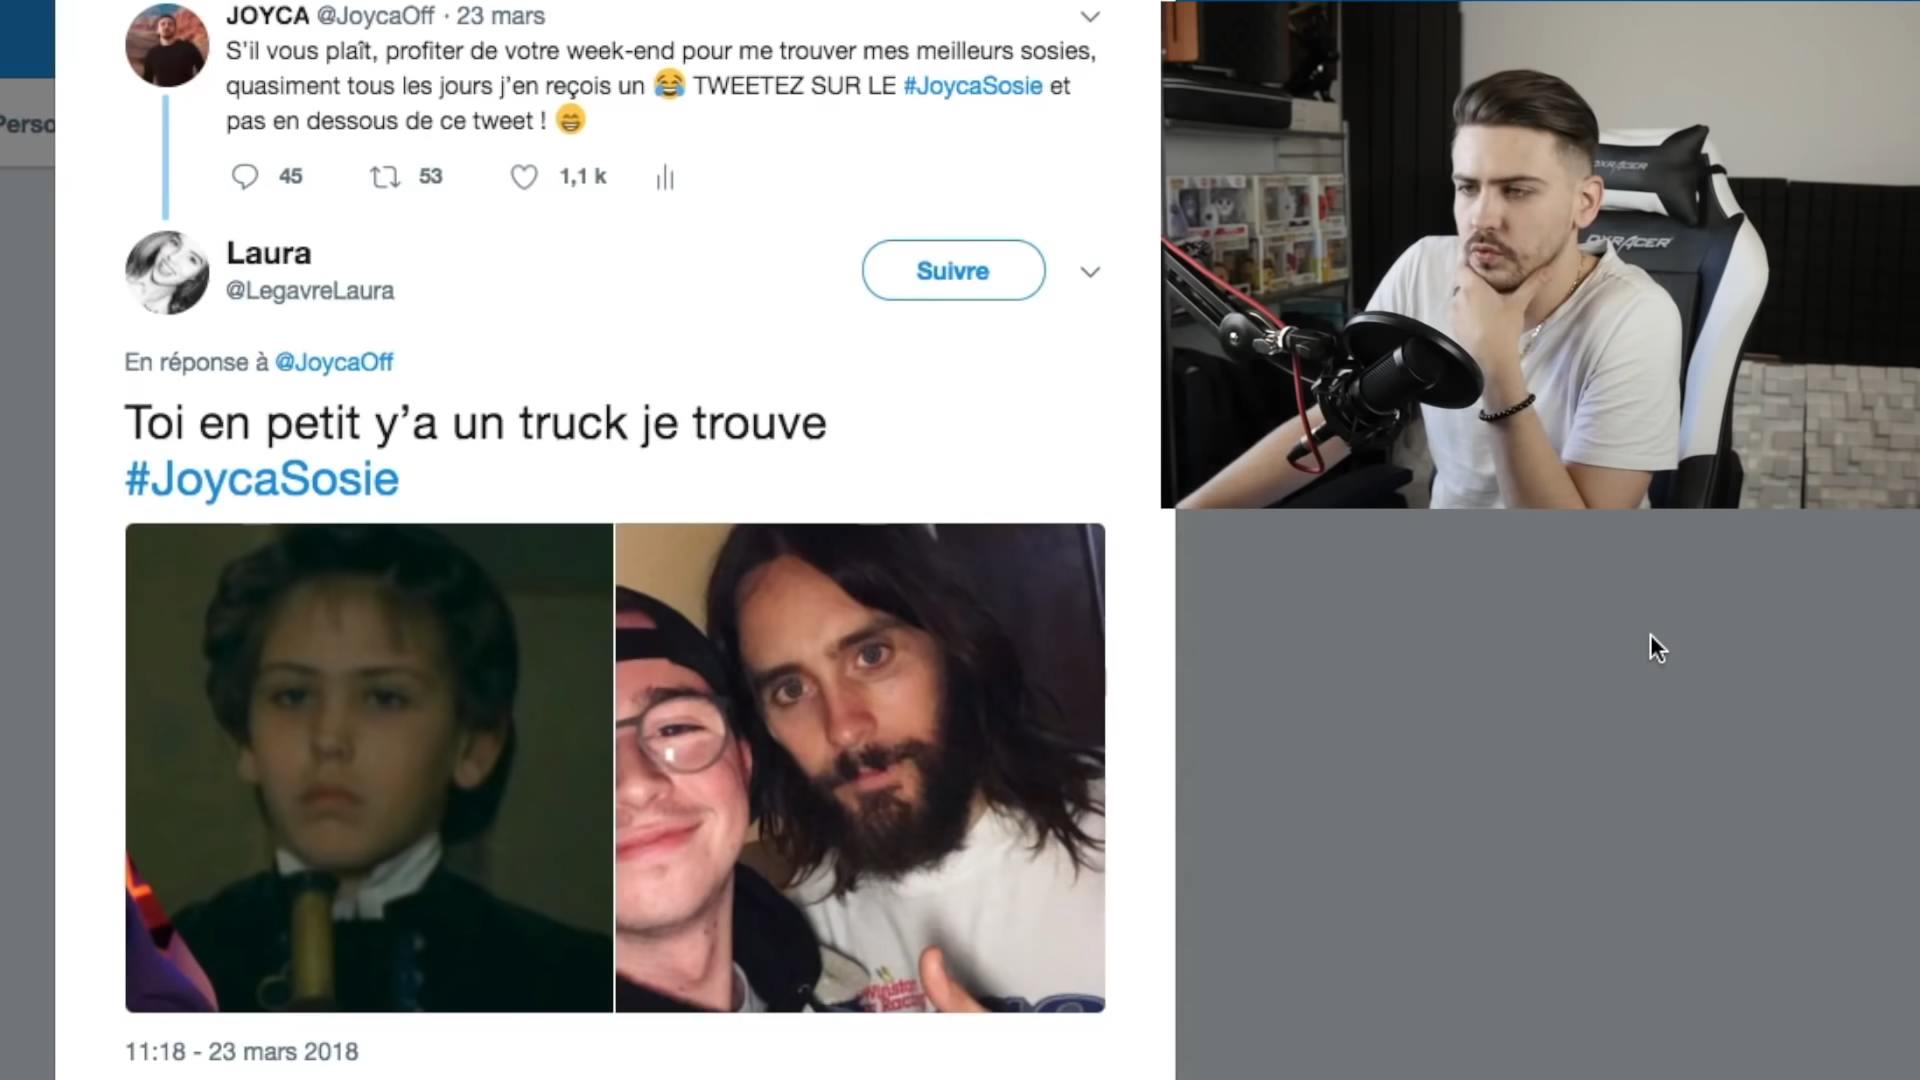 JOYCA @JoycaOff · 23 mars
S'il vous plaît, profiter de votre week-end pour me trouver mes meilleurs sosies,
quasiment tous les jours j'en reçois un 😂 TWEETEZ SUR LE #JoycaSosie et
pas en dessous de ce tweet ! 😁
45 53 1,1 k
Perso
Laura
@LegavreLaura
Suivre
En réponse à @JoycaOff
Toi en petit y'a un truck je trouve
#JoycaSosie
11:18 - 23 mars 2018
DXRACER
DXRACER
Winston
Racing